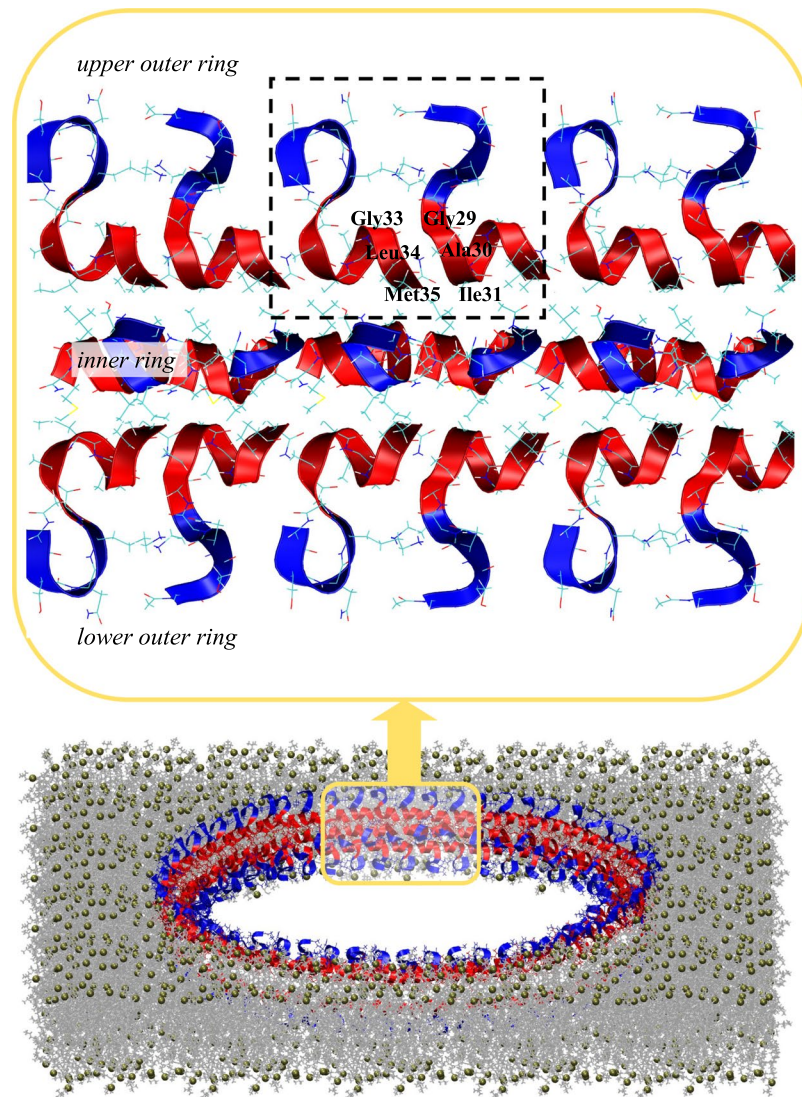 upper outer ring
Gly33 Gly29
Leu34 Ala30
Met35 Ile31
inner ring
lower outer ring